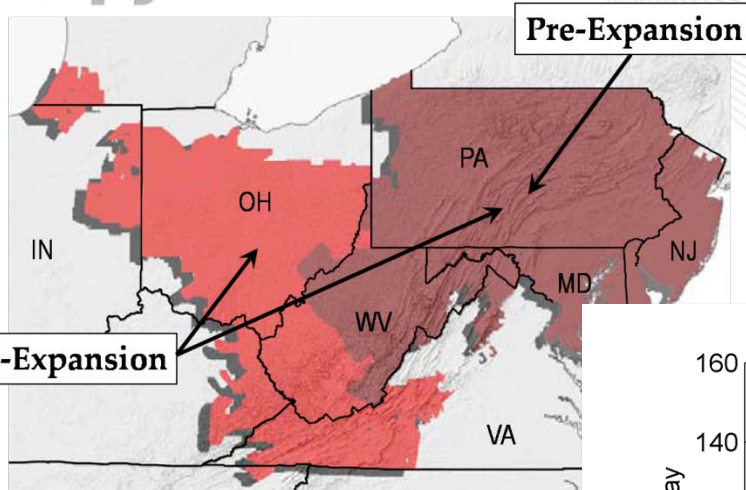 Pre-Expansion
PA
OH
NJ
IN
MD
WV
-Expansion
VA
160
140